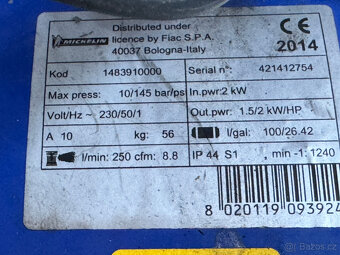 MICHELIN
Distributed under
licence by Fiac S.P.A.
40037 Bologna-Italy
CE
2014
Kod 1483910000 Serial n°: 421412754
Max press: 10/145 bar/psi In.pwr: 2 kW
Volt/Hz ~ 230/50/1 Out.pwr: 1.5/2 kW/HP
A 10 kg: 56 l/gal: 100/26.42
l/min: 250 cfm: 8.8 IP 44 S1 min -1: 1240
8 020119 093924
Bazoš.cz